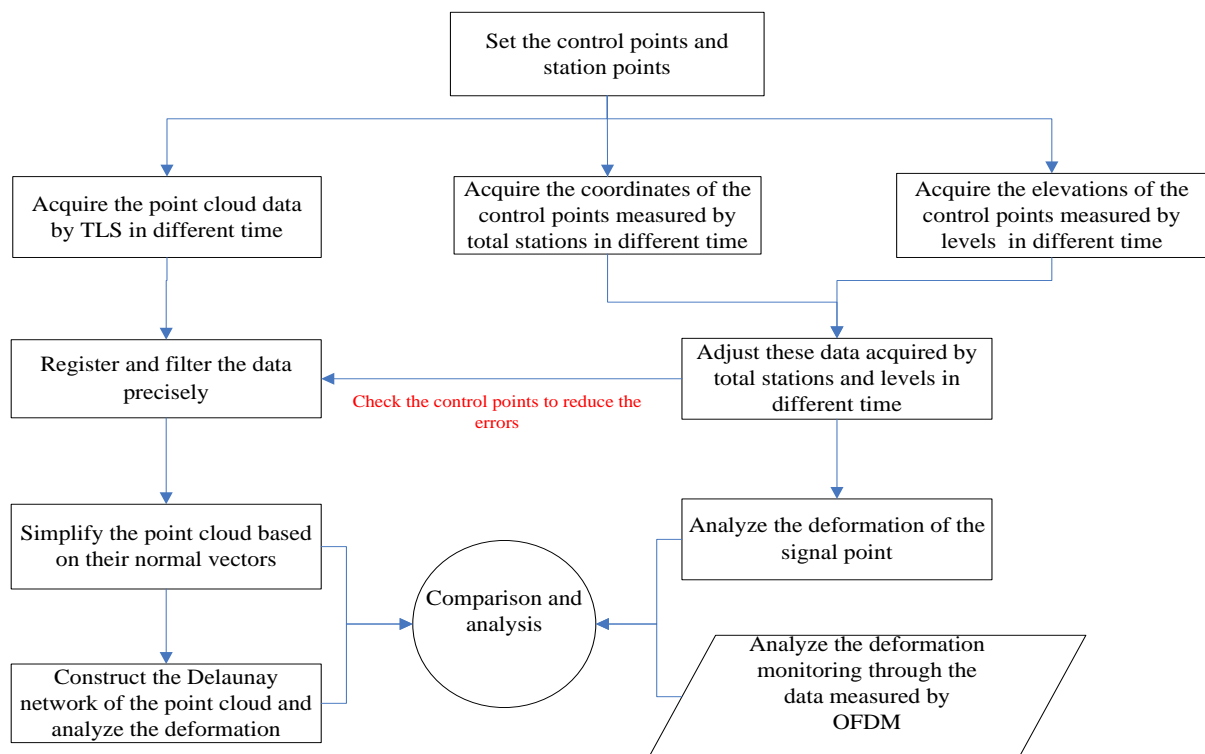 Set the control points and
station points
Acquire the point cloud data
by TLS in different time
Acquire the coordinates of the
control points measured by
total stations in different time
Acquire the elevations of the
control points measured by
levels in different time
Register and filter the data
precisely
Check the control points to reduce the
errors
Adjust these data acquired by
total stations and levels in
different time
Simplify the point cloud based
on their normal vectors
Analyze the deformation of the
signal point
Comparison and
analysis
Construct the Delaunay
network of the point cloud and
analyze the deformation
Analyze the deformation
monitoring through the
data measured by
OFDM